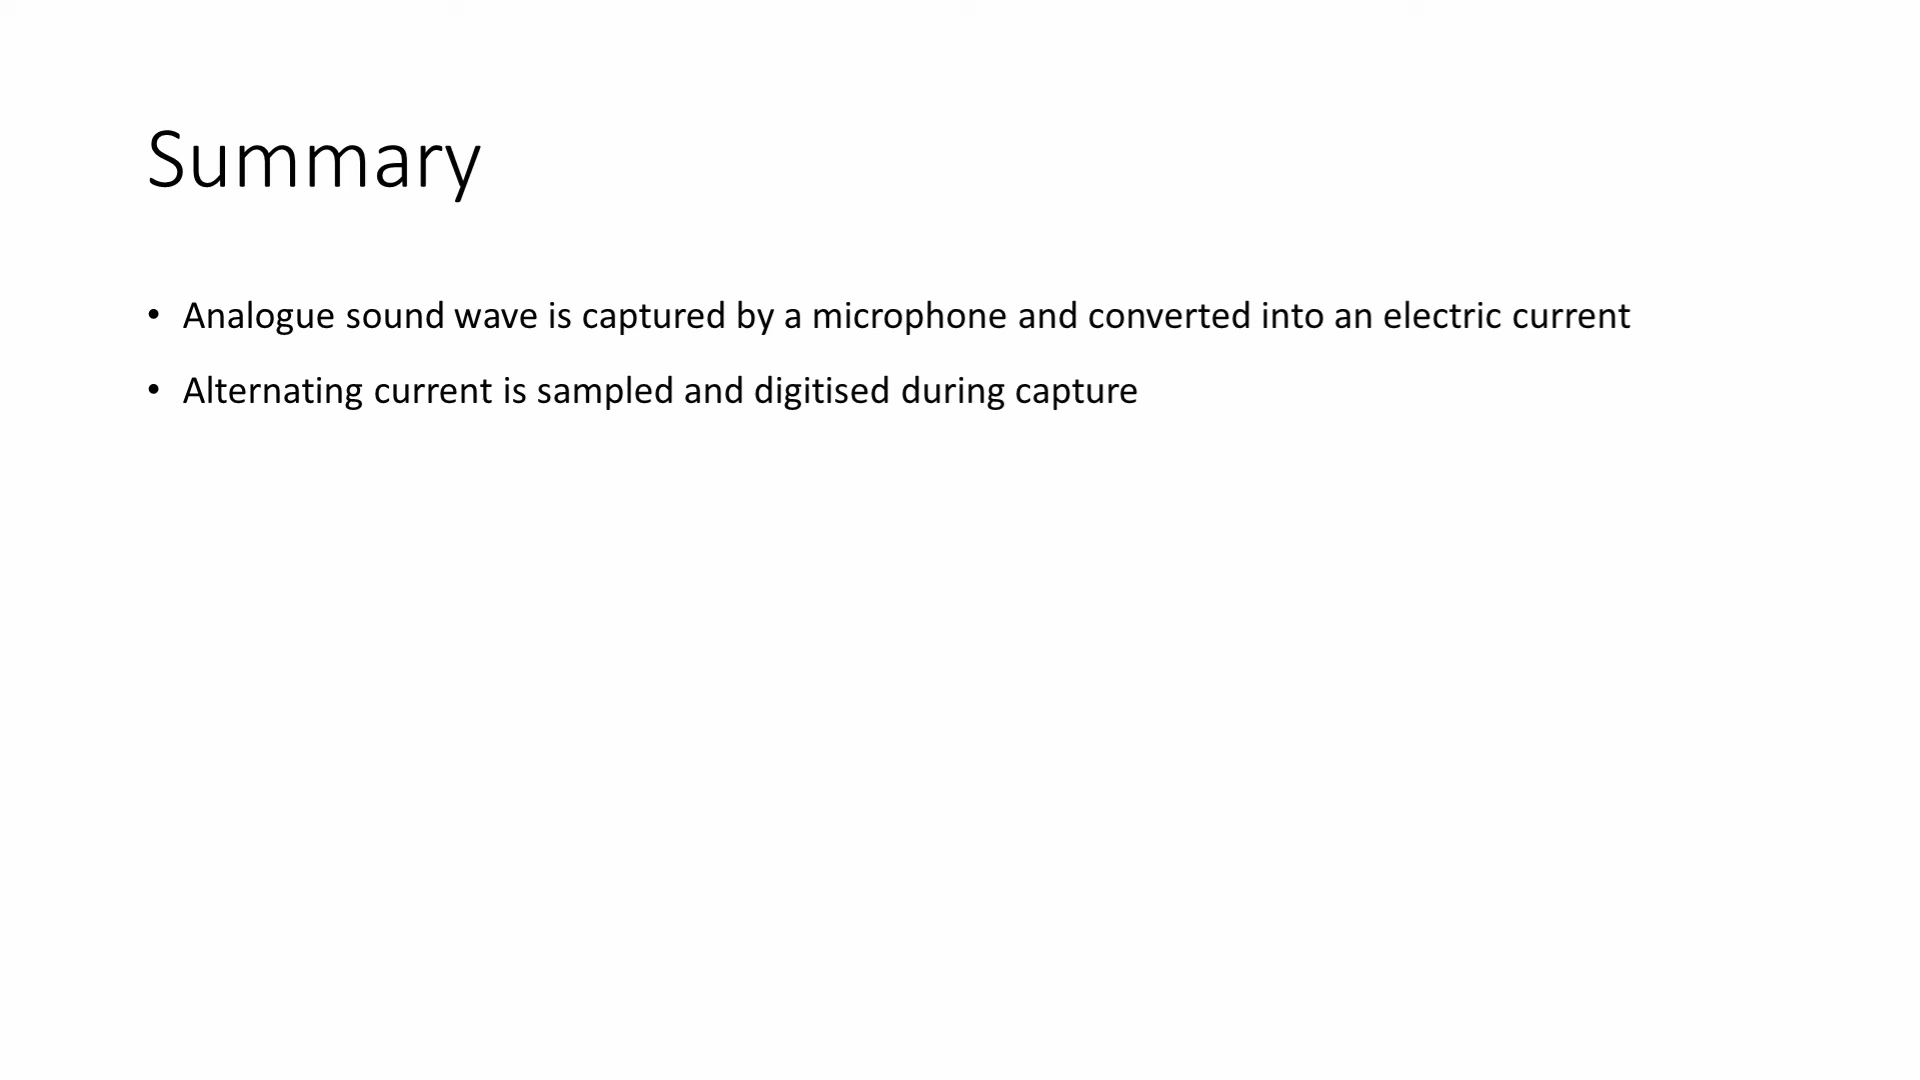 Summary
• Analogue sound wave is captured by a microphone and converted into an electric current
• Alternating current is sampled and digitised during capture